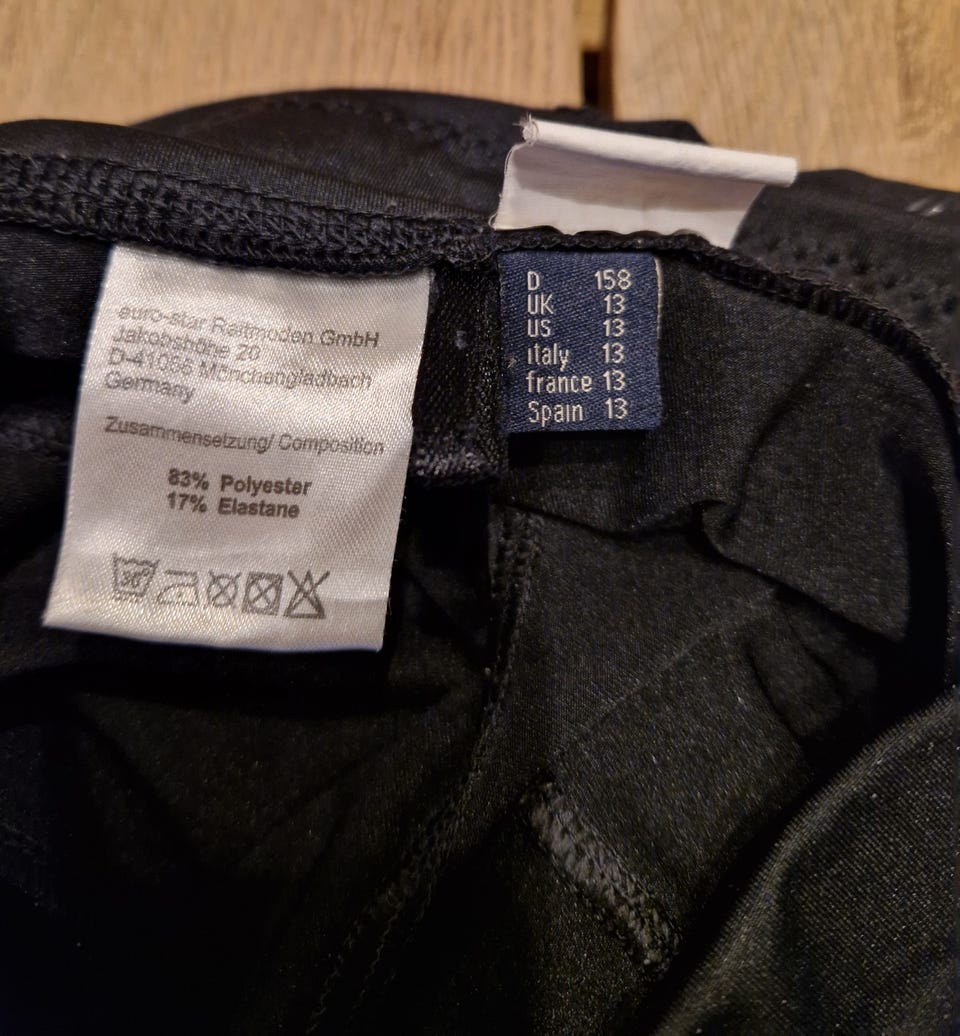 euro-star Reitmoden GmbH
Jakobshöhe 20
D-41066 Mönchengladbach
Germany
Zusammensetzung/ Composition
83% Polyester
17% Elastane
30°
D 158
UK 13
US 13
italy 13
france 13
Spain 13